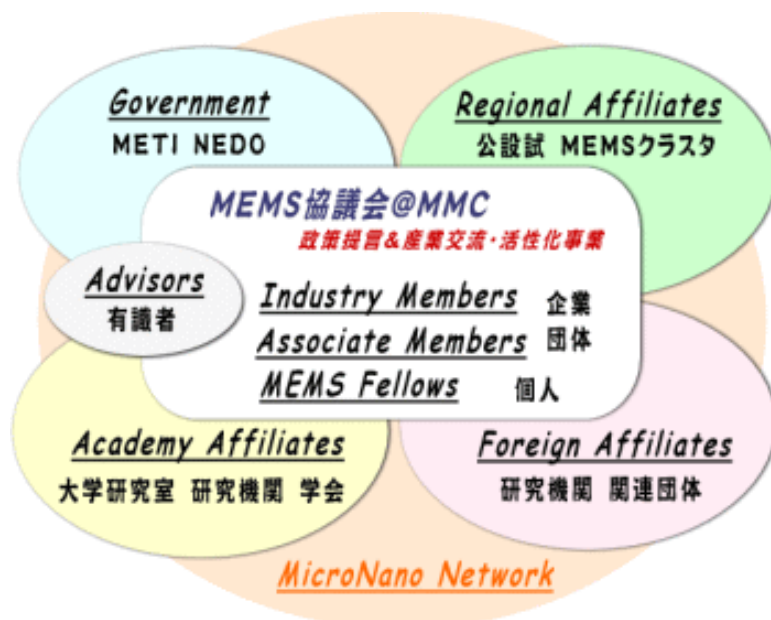 Government
METI NEDO
Regional Affiliates
公設試 MEMSクラスタ
MEMS協議会@MMC
政策提言&産業交流・活性化事業
Advisors
有識者
Industry Members 企業
Associate Members 団体
MEMS Fellows 個人
Academy Affiliates
大学研究室 研究機関 学会
Foreign Affiliates
研究機関 関連団体
MicroNano Network